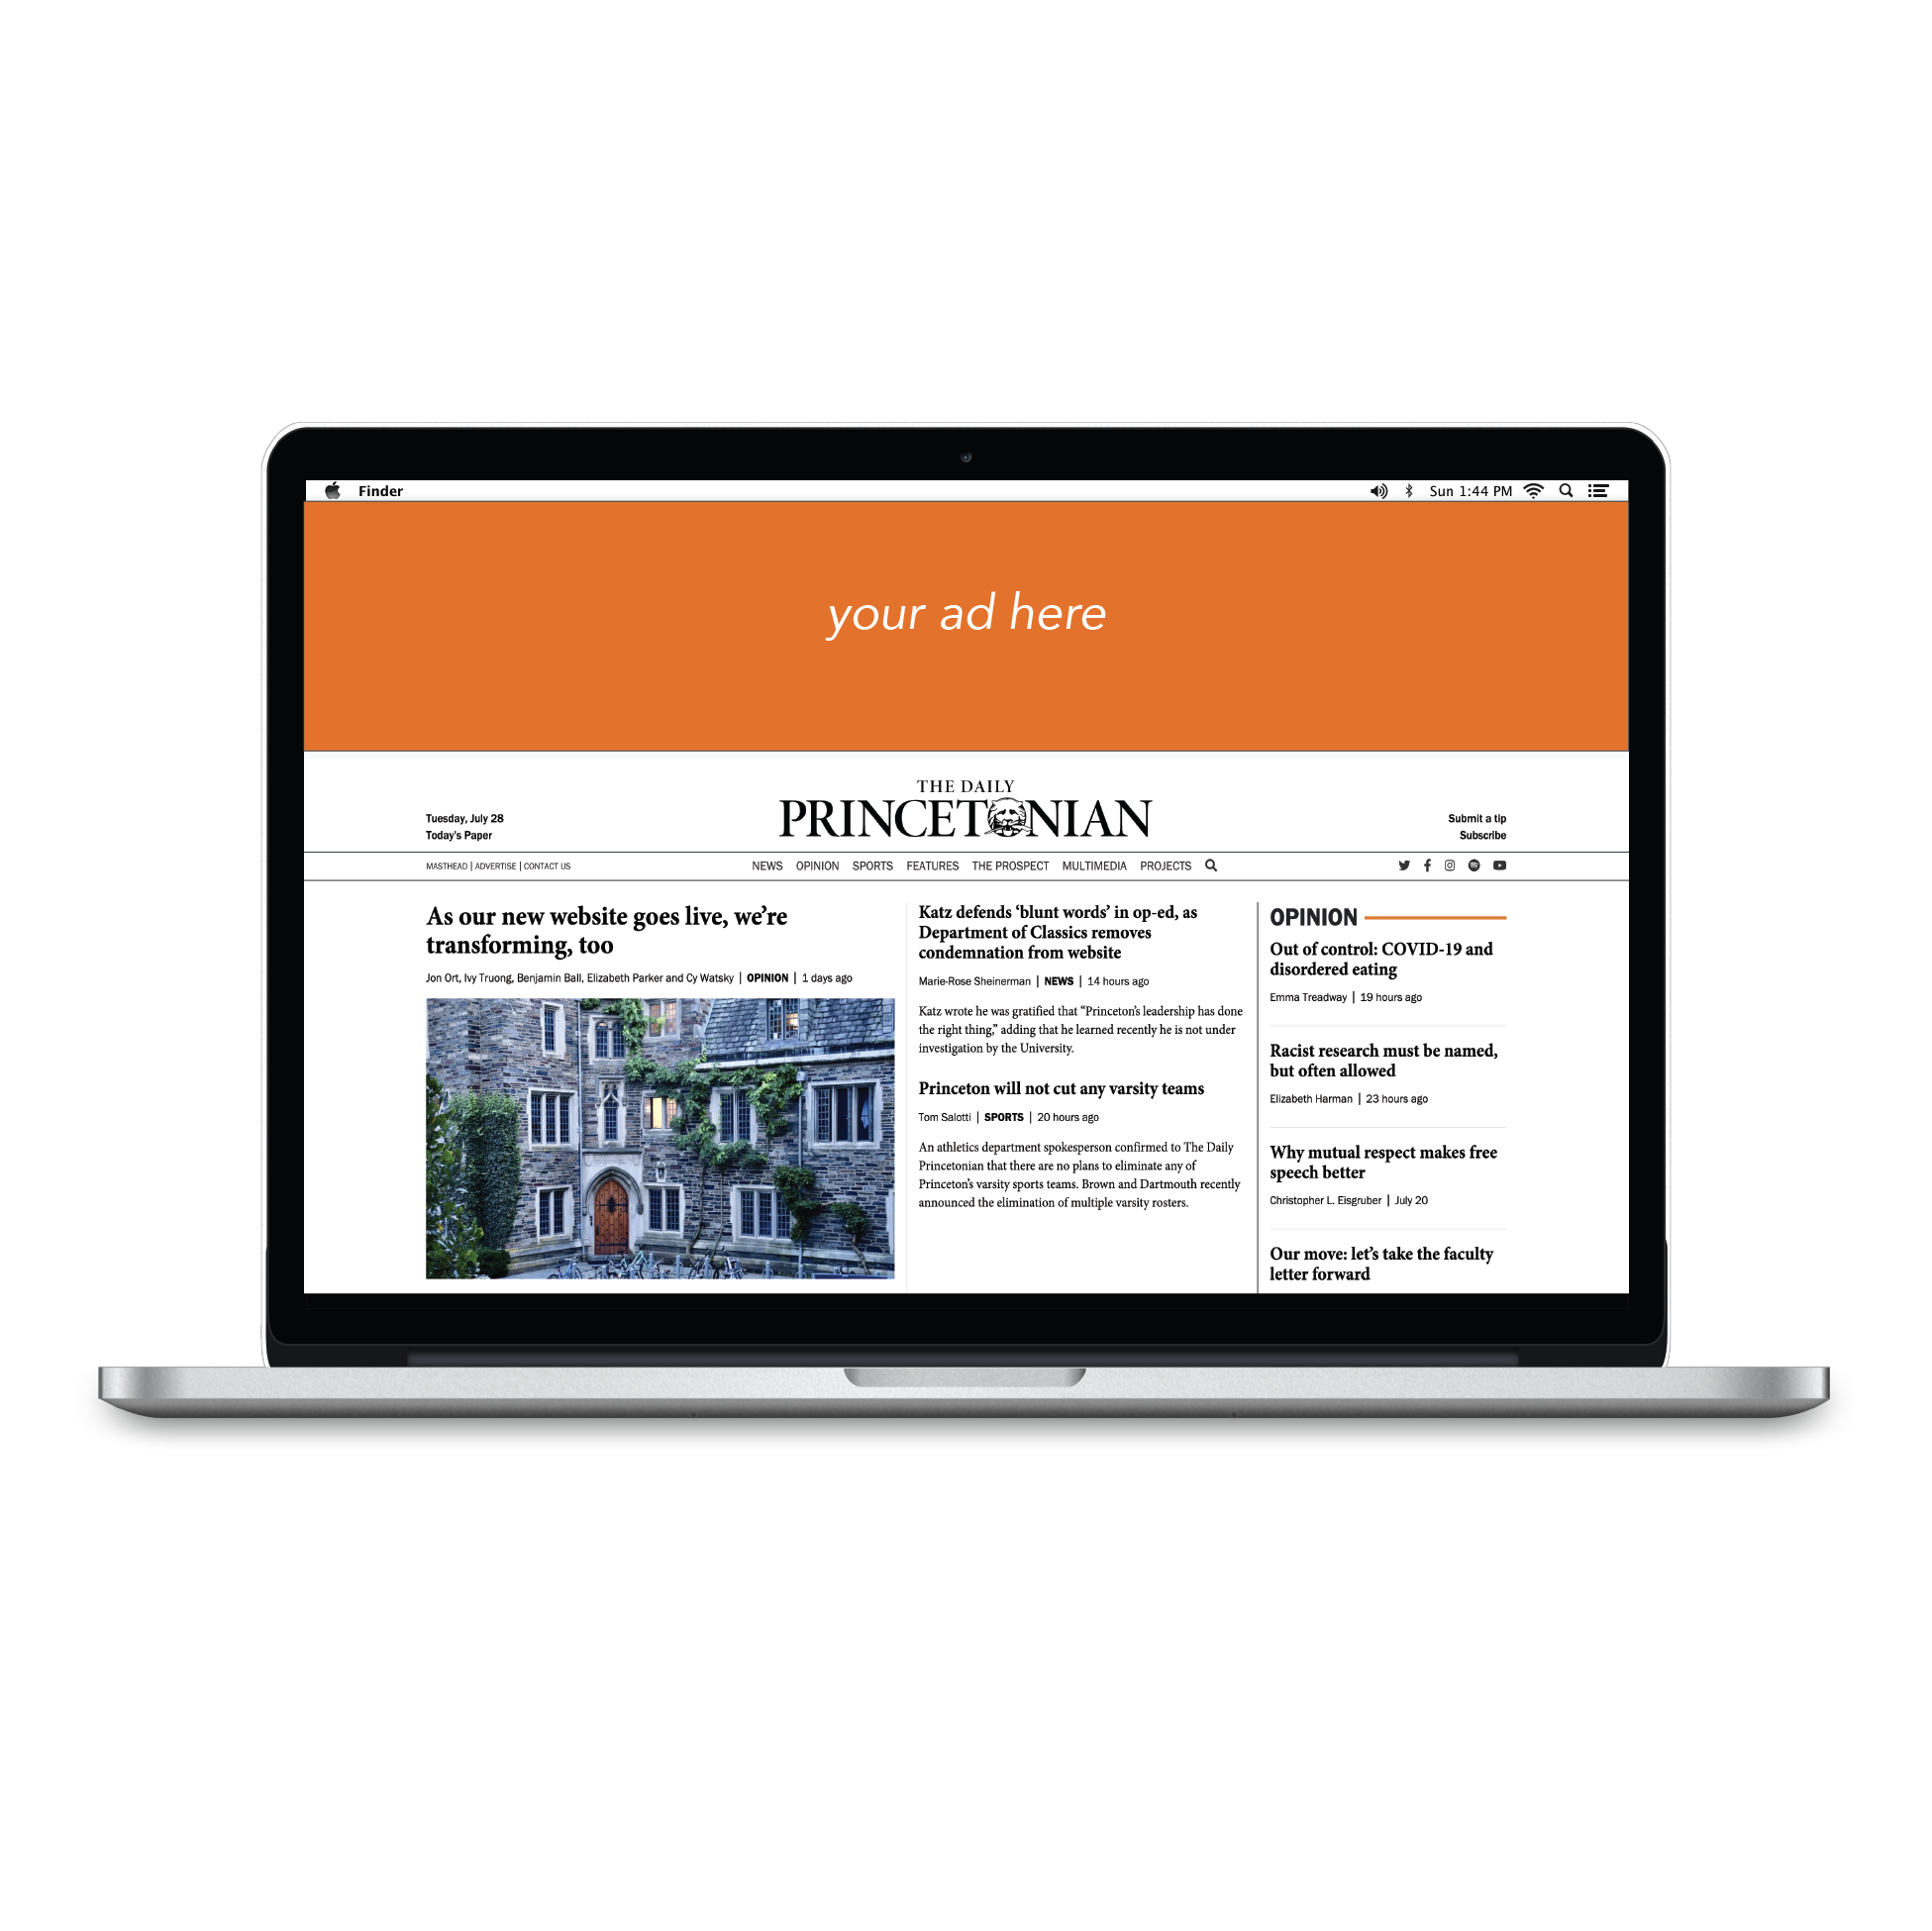 Finder
Sun 1:44 PM
your ad here
THE DAILY
PRINCETONIAN
Tuesday, July 28
Today's Paper
Submit a tip
Subscribe
MASTHEAD | ADVERTISE | CONTACT US
NEWS OPINION SPORTS FEATURES THE PROSPECT MULTIMEDIA PROJECTS
As our new website goes live, we’re
transforming, too
Jon Ort, Ivy Truong, Benjamin Ball, Elizabeth Parker and Cy Watsky | OPINION | 1 days ago
Katz defends ‘blunt words’ in op-ed, as
Department of Classics removes
condemnation from website
Marie-Rose Sheinerman | NEWS | 14 hours ago
Katz wrote he was gratified that “Princeton’s leadership has done
the right thing,” adding that he learned recently he is not under
investigation by the University.
Princeton will not cut any varsity teams
Tom Salotti | SPORTS | 20 hours ago
An athletics department spokesperson confirmed to The Daily
Princetonian that there are no plans to eliminate any of
Princeton’s varsity sports teams. Brown and Dartmouth recently
announced the elimination of multiple varsity rosters.
OPINION
Out of control: COVID-19 and
disordered eating
Emma Treadway | 19 hours ago
Racist research must be named,
but often allowed
Elizabeth Harman | 23 hours ago
Why mutual respect makes free
speech better
Christopher L. Eisgruber | July 20
Our move: let’s take the faculty
letter forward